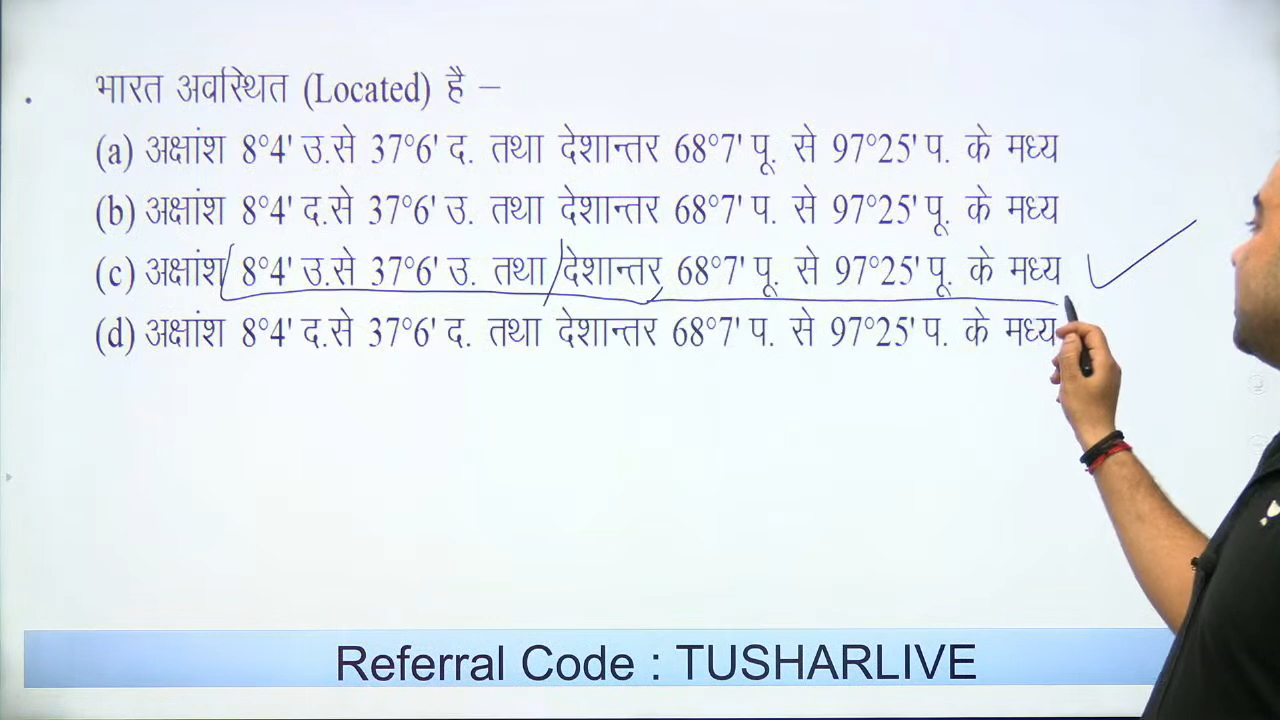 भारत अवस्थित (Located) है –
(a) अक्षांश 8°4' उ.से 37°6' द. तथा देशान्तर 68°7' पू. से 97°25' प. के मध्य
(b) अक्षांश 8°4' द.से 37°6' उ. तथा देशान्तर 68°7' प. से 97°25' पू. के मध्य
(c) अक्षांश 8°4' उ.से 37°6' उ. तथा देशान्तर 68°7' पू. से 97°25' पू. के मध्य
(d) अक्षांश 8°4' द.से 37°6' द. तथा देशान्तर 68°7' प. से 97°25' प. के मध्य
Referral Code : TUSHARLIVE